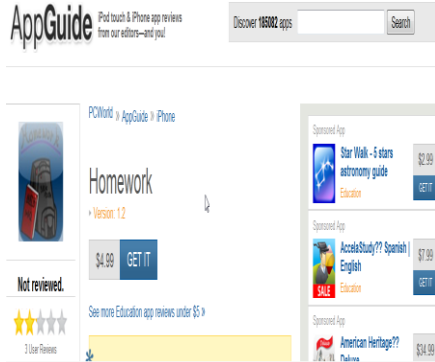 AppGuide
iPod touch & iPhone app reviews
from our editors—and you!
Discover 185082 apps
Search
PCWorld » AppGuide » iPhone
Homework
Version: 1.2
$4.99 GET IT
See more Education app reviews under $5 »
Homework
Not reviewed.
3 User Reviews
Sponsored App
Star Walk - 5 stars
astronomy guide
Education
$2.99
GET IT
Sponsored App
AccelaStudy?? Spanish |
English
Education
SALE
$7.99
GET IT
Sponsored App
American Heritage??
Deluxe
$34.99